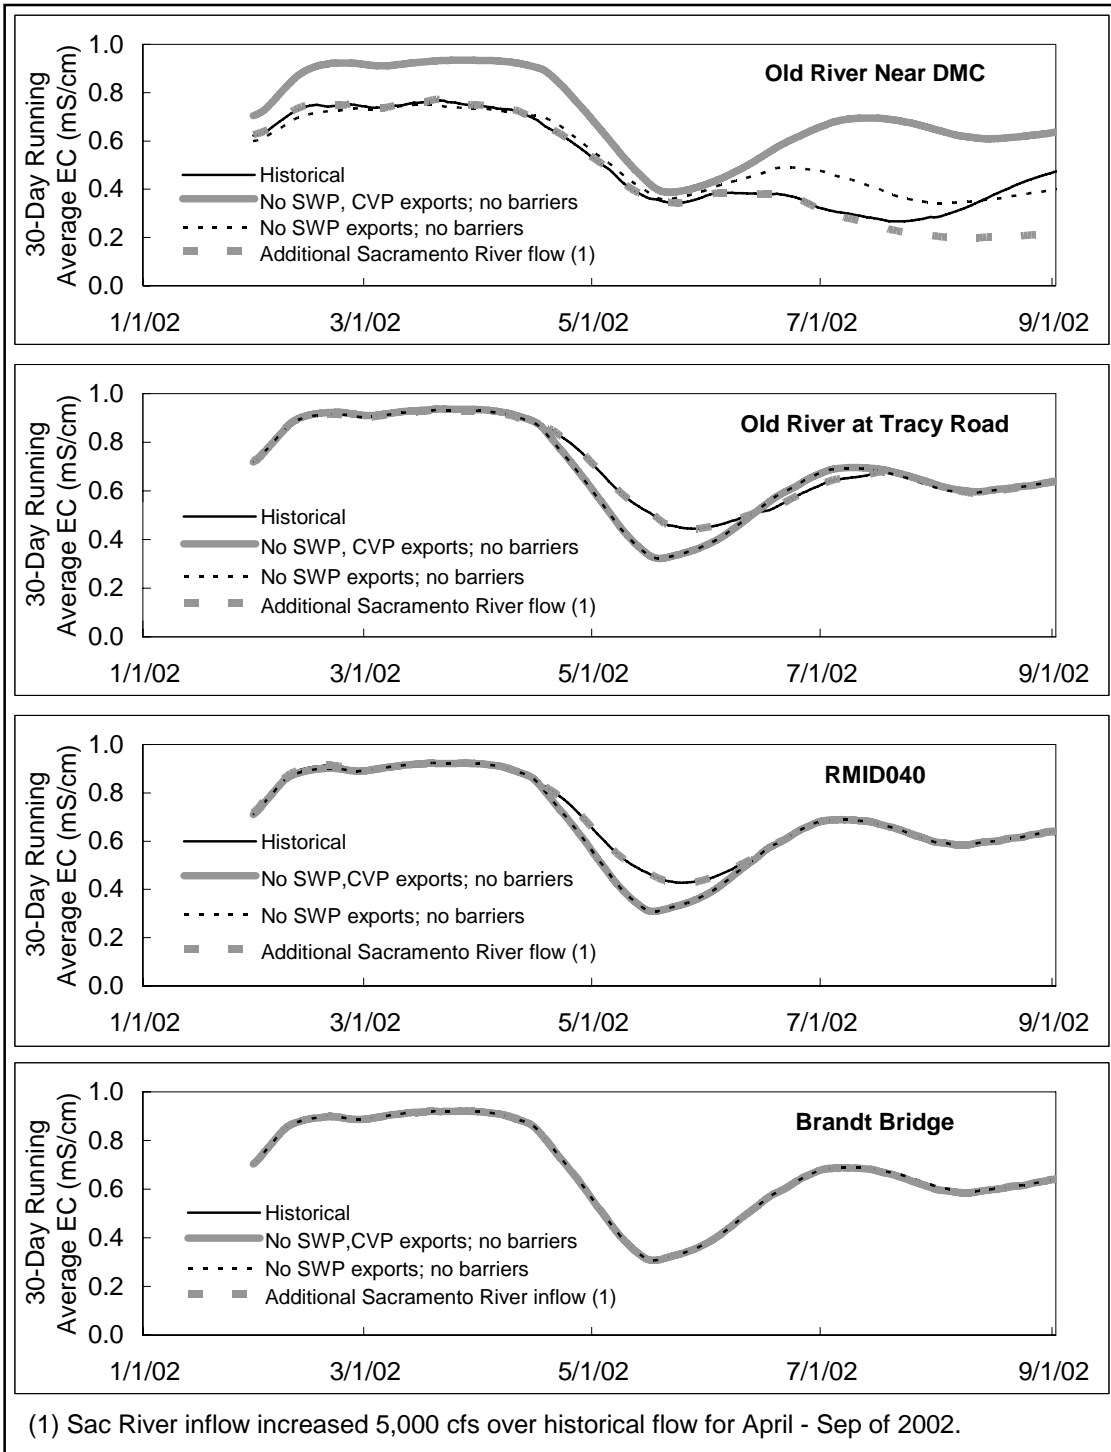 30-Day Running
Average EC (mS/cm)
1.0
0.8
0.6
0.4
0.2
0.0
Old River Near DMC
Historical
No SWP, CVP exports; no barriers
No SWP exports; no barriers
Additional Sacramento River flow (1)
1/1/02
3/1/02
5/1/02
7/1/02
9/1/02
30-Day Running
Average EC (mS/cm)
1.0
0.8
0.6
0.4
0.2
0.0
Old River at Tracy Road
Historical
No SWP, CVP exports; no barriers
No SWP exports; no barriers
Additional Sacramento River flow (1)
1/1/02
3/1/02
5/1/02
7/1/02
9/1/02
30-Day Running
Average EC (mS/cm)
1.0
0.8
0.6
0.4
0.2
0.0
RMID040
Historical
No SWP,CVP exports; no barriers
No SWP exports; no barriers
Additional Sacramento River flow (1)
1/1/02
3/1/02
5/1/02
7/1/02
9/1/02
30-Day Running
Average EC (mS/cm)
1.0
0.8
0.6
0.4
0.2
0.0
Brandt Bridge
Historical
No SWP,CVP exports; no barriers
No SWP exports; no barriers
Additional Sacramento River inflow (1)
1/1/02
3/1/02
5/1/02
7/1/02
9/1/02
(1) Sac River inflow increased 5,000 cfs over historical flow for April - Sep of 2002.